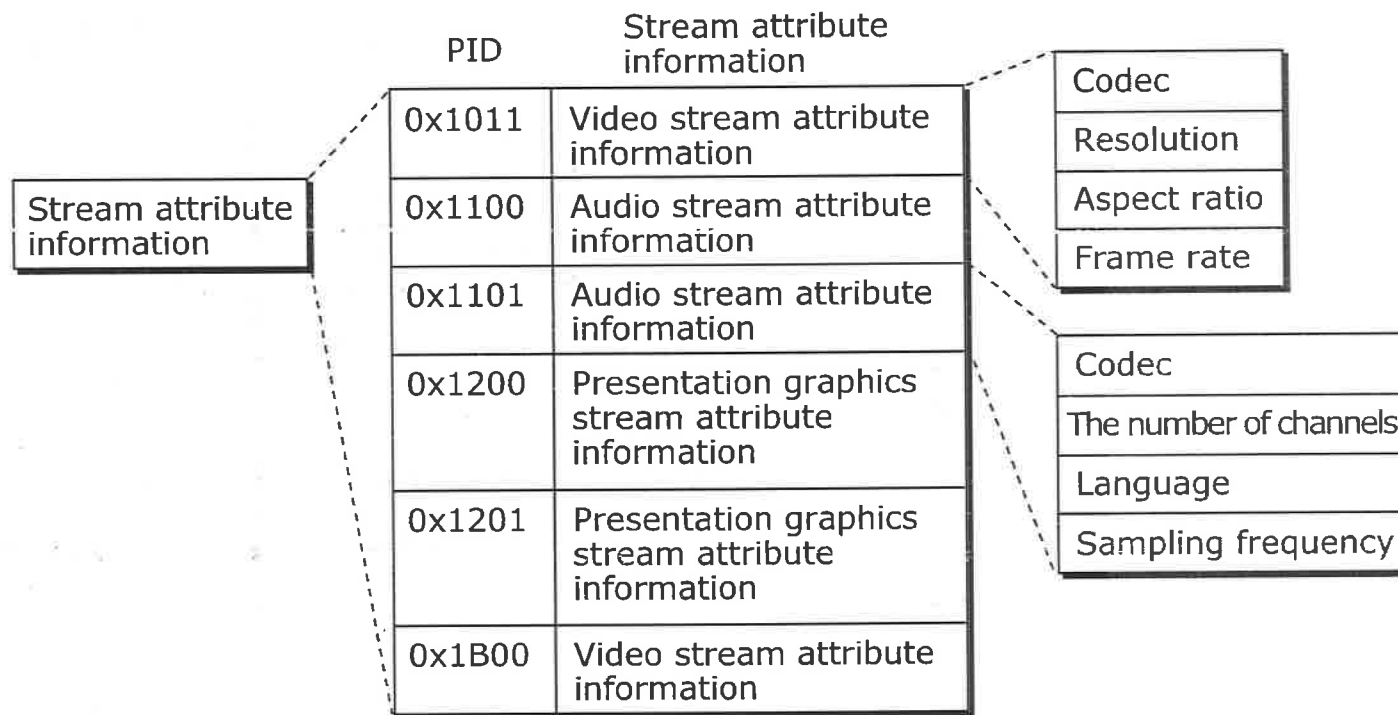 Stream attribute
information
PID
Stream attribute
information
0x1011
Video stream attribute
information
0x1100
Audio stream attribute
information
0x1101
Audio stream attribute
information
0x1200
Presentation graphics
stream attribute
information
0x1201
Presentation graphics
stream attribute
information
0x1B00
Video stream attribute
information
Codec
Resolution
Aspect ratio
Frame rate
Codec
The number of channels
Language
Sampling frequency